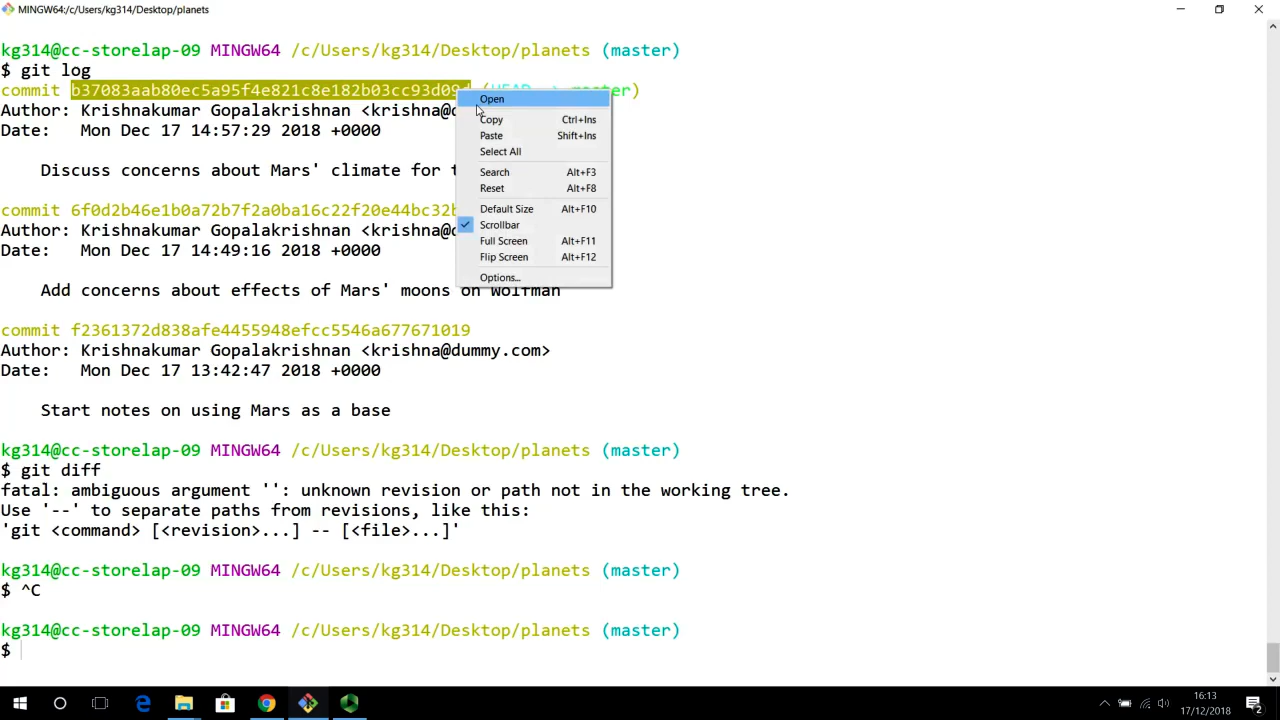 MINGW64:/c/Users/kg314/Desktop/planets
kg314@cc-storelap-09 MINGW64 /c/Users/kg314/Desktop/planets (master)
$ git log
commit b37083aab80ec5a95f4e821c8e182b03cc93d09d (HEAD -> master)
Author: Krishnakumar Gopalakrishnan <krishna@d
Date:   Mon Dec 17 14:57:29 2018 +0000
Discuss concerns about Mars' climate for t
commit 6f0d2b46e1b0a72b7f2a0ba16c22f20e44bc32b
Author: Krishnakumar Gopalakrishnan <krishna@d
Date:   Mon Dec 17 14:49:16 2018 +0000
Add concerns about effects of Mars' moons on Wolfman
commit f2361372d838afe4455948efcc5546a677671019
Author: Krishnakumar Gopalakrishnan <krishna@dummy.com>
Date:   Mon Dec 17 13:42:47 2018 +0000
Start notes on using Mars as a base
kg314@cc-storelap-09 MINGW64 /c/Users/kg314/Desktop/planets (master)
$ git diff
fatal: ambiguous argument '': unknown revision or path not in the working tree.
Use '--' to separate paths from revisions, like this:
'git <command> [<revision>...] -- [<file>...]'
kg314@cc-storelap-09 MINGW64 /c/Users/kg314/Desktop/planets (master)
$ ^C
kg314@cc-storelap-09 MINGW64 /c/Users/kg314/Desktop/planets (master)
$
Open
Copy Ctrl+Ins
Paste Shift+Ins
Select All
Search Alt+F3
Reset Alt+F8
Default Size Alt+F10
Scrollbar
Full Screen Alt+F11
Flip Screen Alt+F12
Options...
16:13
17/12/2018
2